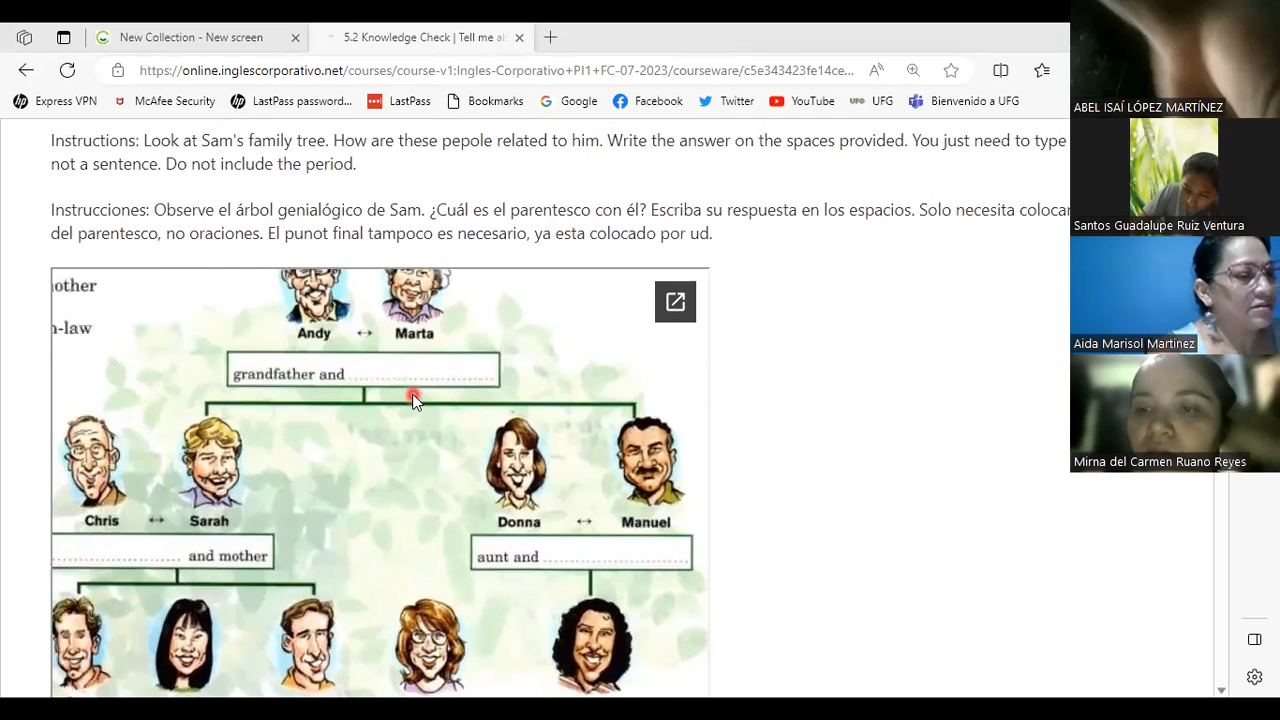 New Collection - New screen
5.2 Knowledge Check | Tell me ab
https://online.inglescorporativo.net/courses/course-v1:Ingles-Corporativo+PI1+FC-07-2023/courseware/c5e343423fe14ce...
Express VPN
McAfee Security
LastPass password...
LastPass
Bookmarks
Google
Facebook
Twitter
YouTube
UFG
Bienvenido a UFG
Instructions: Look at Sam's family tree. How are these pepole related to him. Write the answer on the spaces provided. You just need to type
not a sentence. Do not include the period.
Instrucciones: Observe el árbol genialógico de Sam. ¿Cuál es el parentesco con él? Escriba su respuesta en los espacios. Solo necesita colocar
del parentesco, no oraciones. El punot final tampoco es necesario, ya esta colocado por ud.
other
n-law
Andy ↔ Marta
grandfather and ..............................
Chris ↔ Sarah
Donna ↔ Manuel
.............................. and mother
aunt and ..............................
ABEL ISAÍ LÓPEZ MARTÍNEZ
Santos Guadalupe Ruiz Ventura
Aida Marisol Martinez
Mirna del Carmen Ruano Reyes